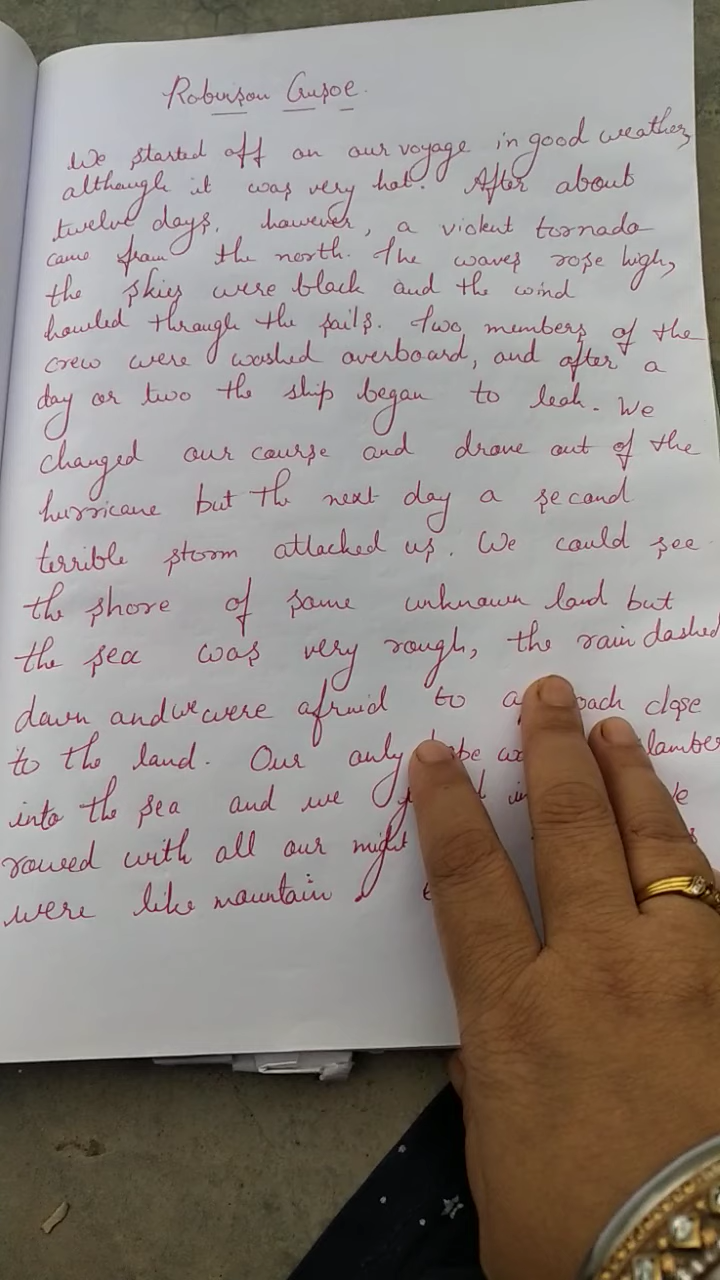 Robinson Crusoe.
We started off on our voyage in good weather,
although it was very hot. After about
twelve days, however, a violent tornado
came from the north. The waves rose high,
the skies were black and the wind
howled through the sails. Two members of the
crew were washed overboard, and after a
day or two the ship began to leak. We
changed our course and drove out of the
hurricane but the next day a second
terrible storm attacked us. We could see
the shore of some unknown land but
the sea was very rough, the rain dashed
down and we were afraid to close
to the land. Our only
into the sea and we
rowed with all our might
were like mountain